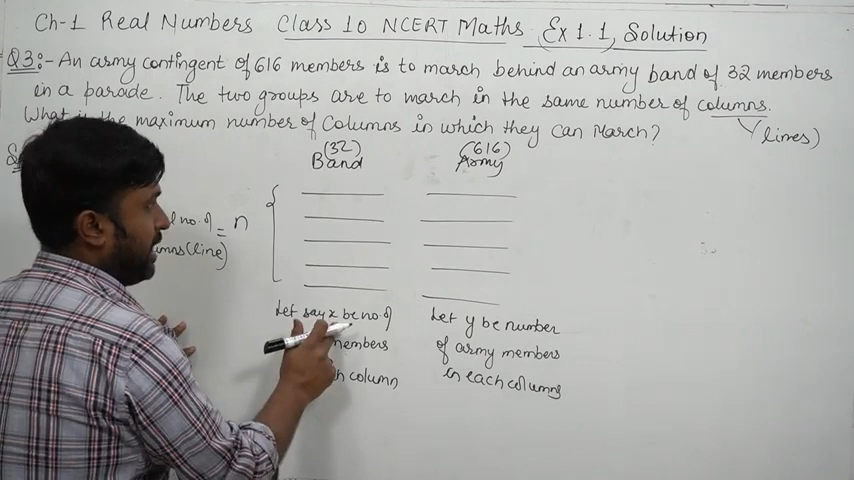 Ch-1 Real Numbers Class 10 NCERT Maths Ex 1.1, Solution
Q3:- An army contingent of 616 members is to march behind an army band of 32 members
in a parade. The two groups are to march in the same number of columns.
What is the maximum number of Columns in which they can March?
lines)
(32) (616)
Band Army
no. of = n
(line)
Let say x be no. of
members
column
Let y be number
of army members
in each columns